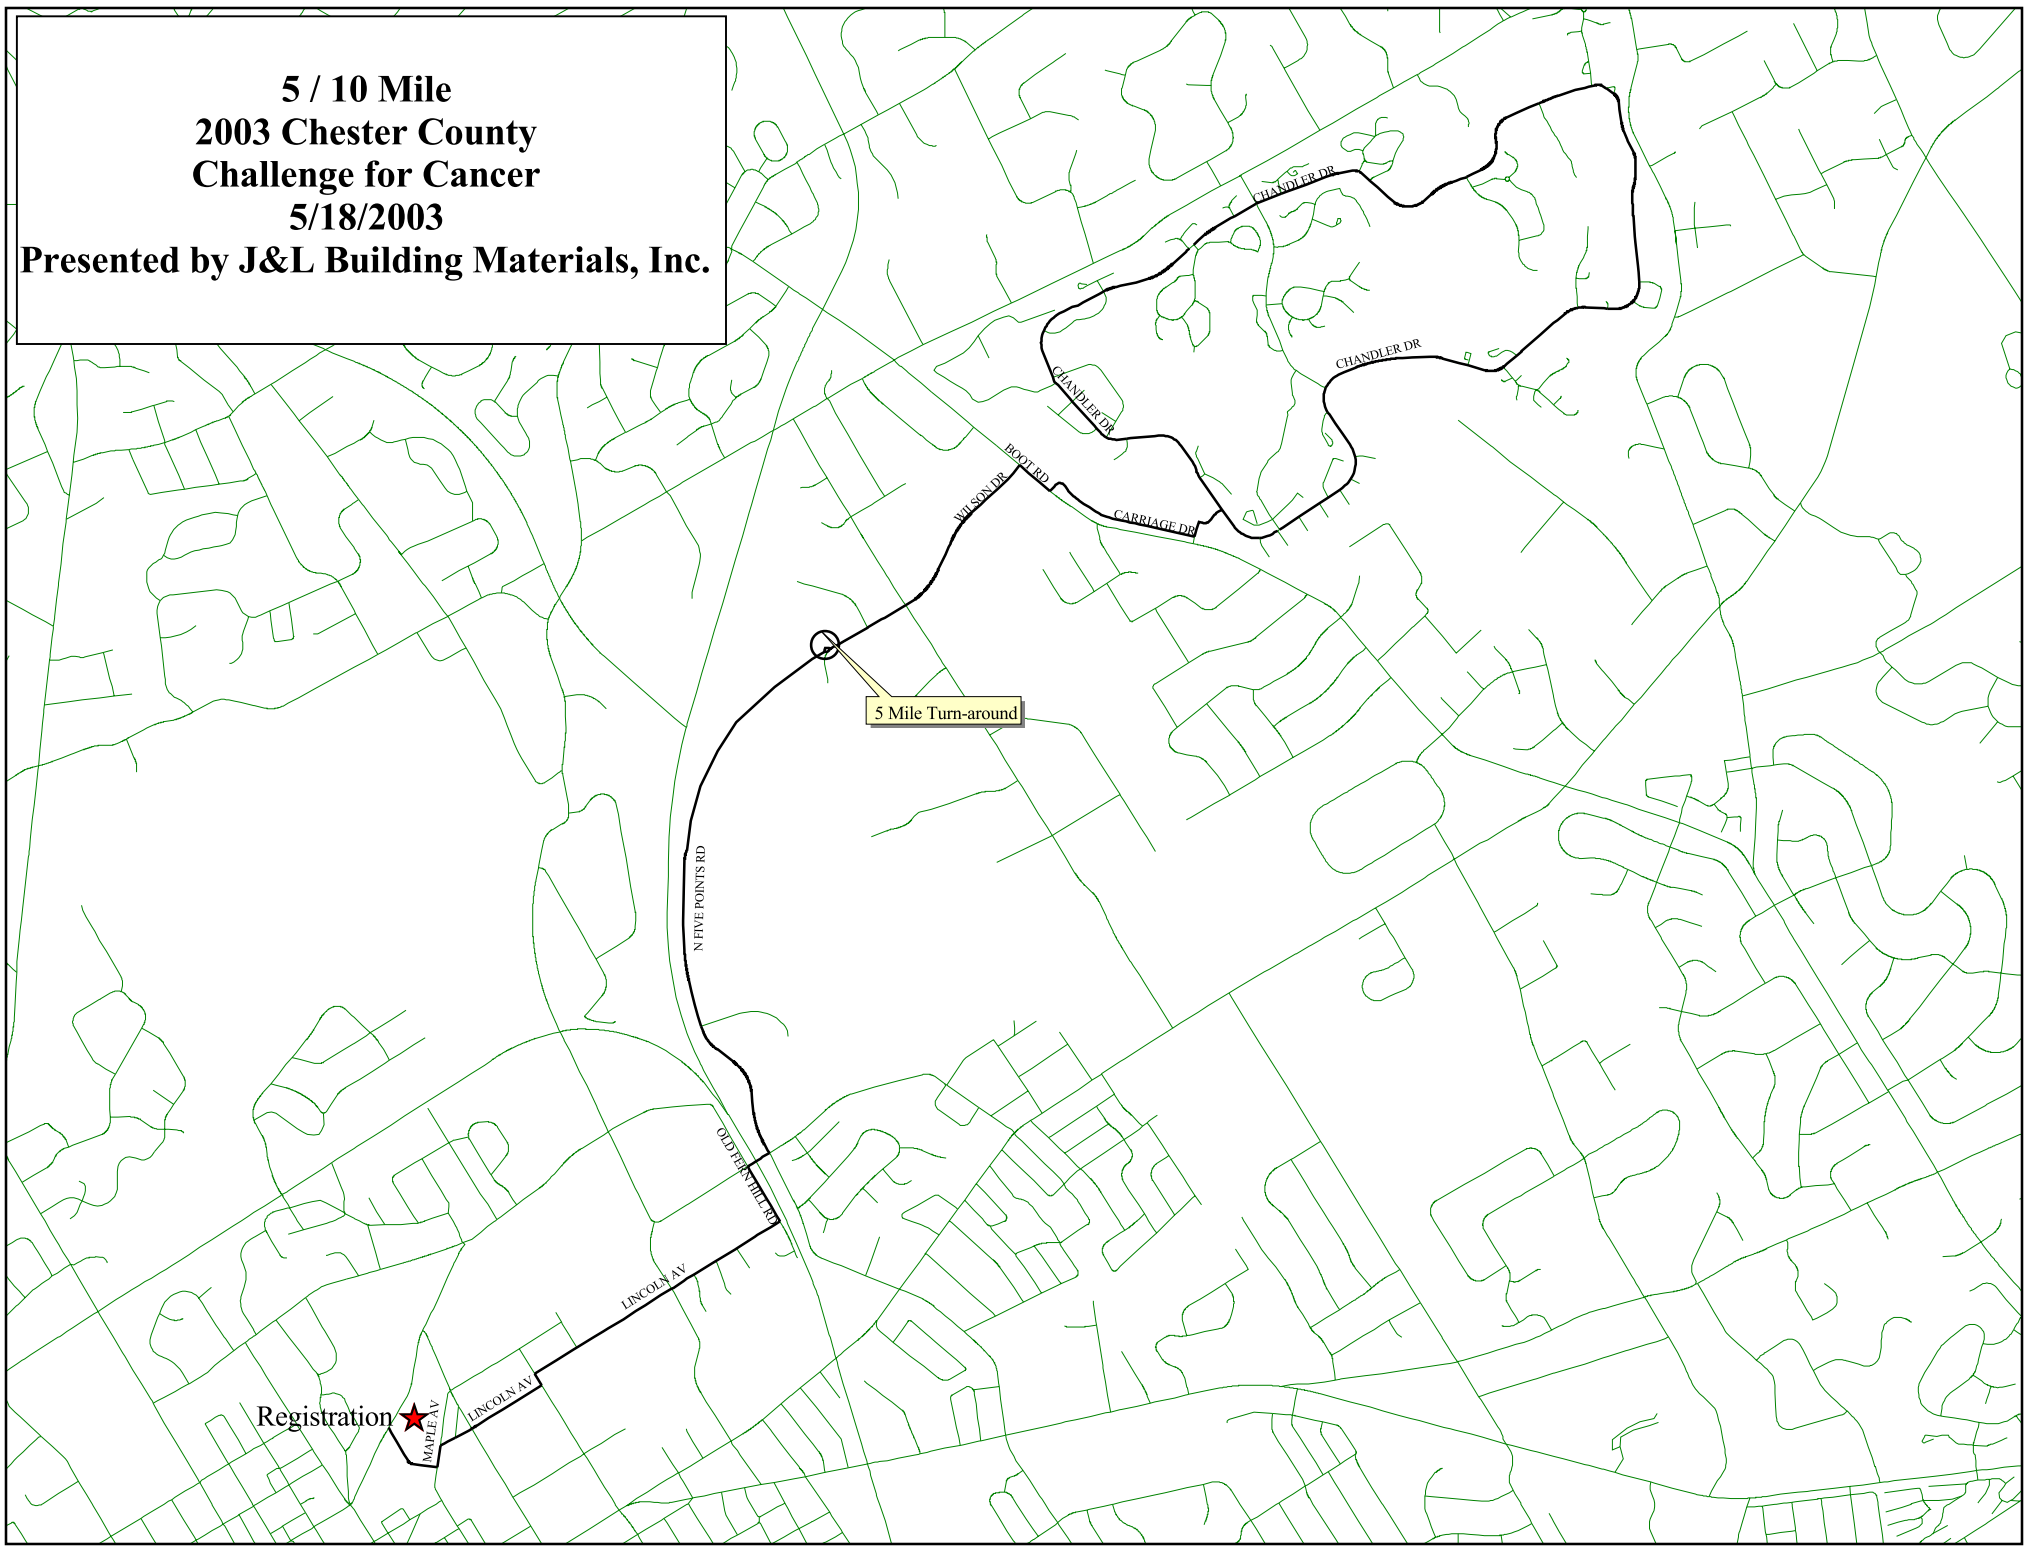 5 / 10 Mile
2003 Chester County
Challenge for Cancer
5/18/2003
Presented by J&L Building Materials, Inc.
CHANDLER DR
CHANDLER DR
CHANDLER DR
BOOT RD
WILSON DR
CARRIAGE DR
5 Mile Turn-around
N FIVE POINTS RD
OLD FERN HILL RD
LINCOLN AV
LINCOLN AV
MAPLE AV
Registration